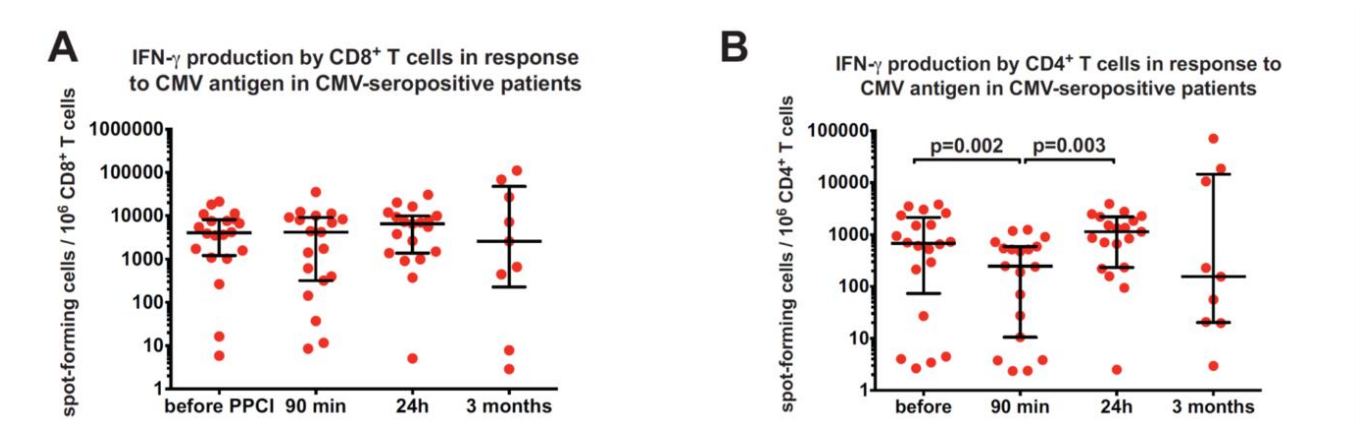 A
IFN-γ production by CD8⁺ T cells in response
to CMV antigen in CMV-seropositive patients
spot-forming cells / 10⁶ CD8⁺ T cells
1000000
100000
10000
1000
100
10
1
before PPCI 90 min 24h 3 months
B
IFN-γ production by CD4⁺ T cells in response to
CMV antigen in CMV-seropositive patients
spot-forming cells / 10⁶ CD4⁺ T cells
100000
10000
1000
100
10
1
p=0.002 p=0.003
before 90 min 24h 3 months